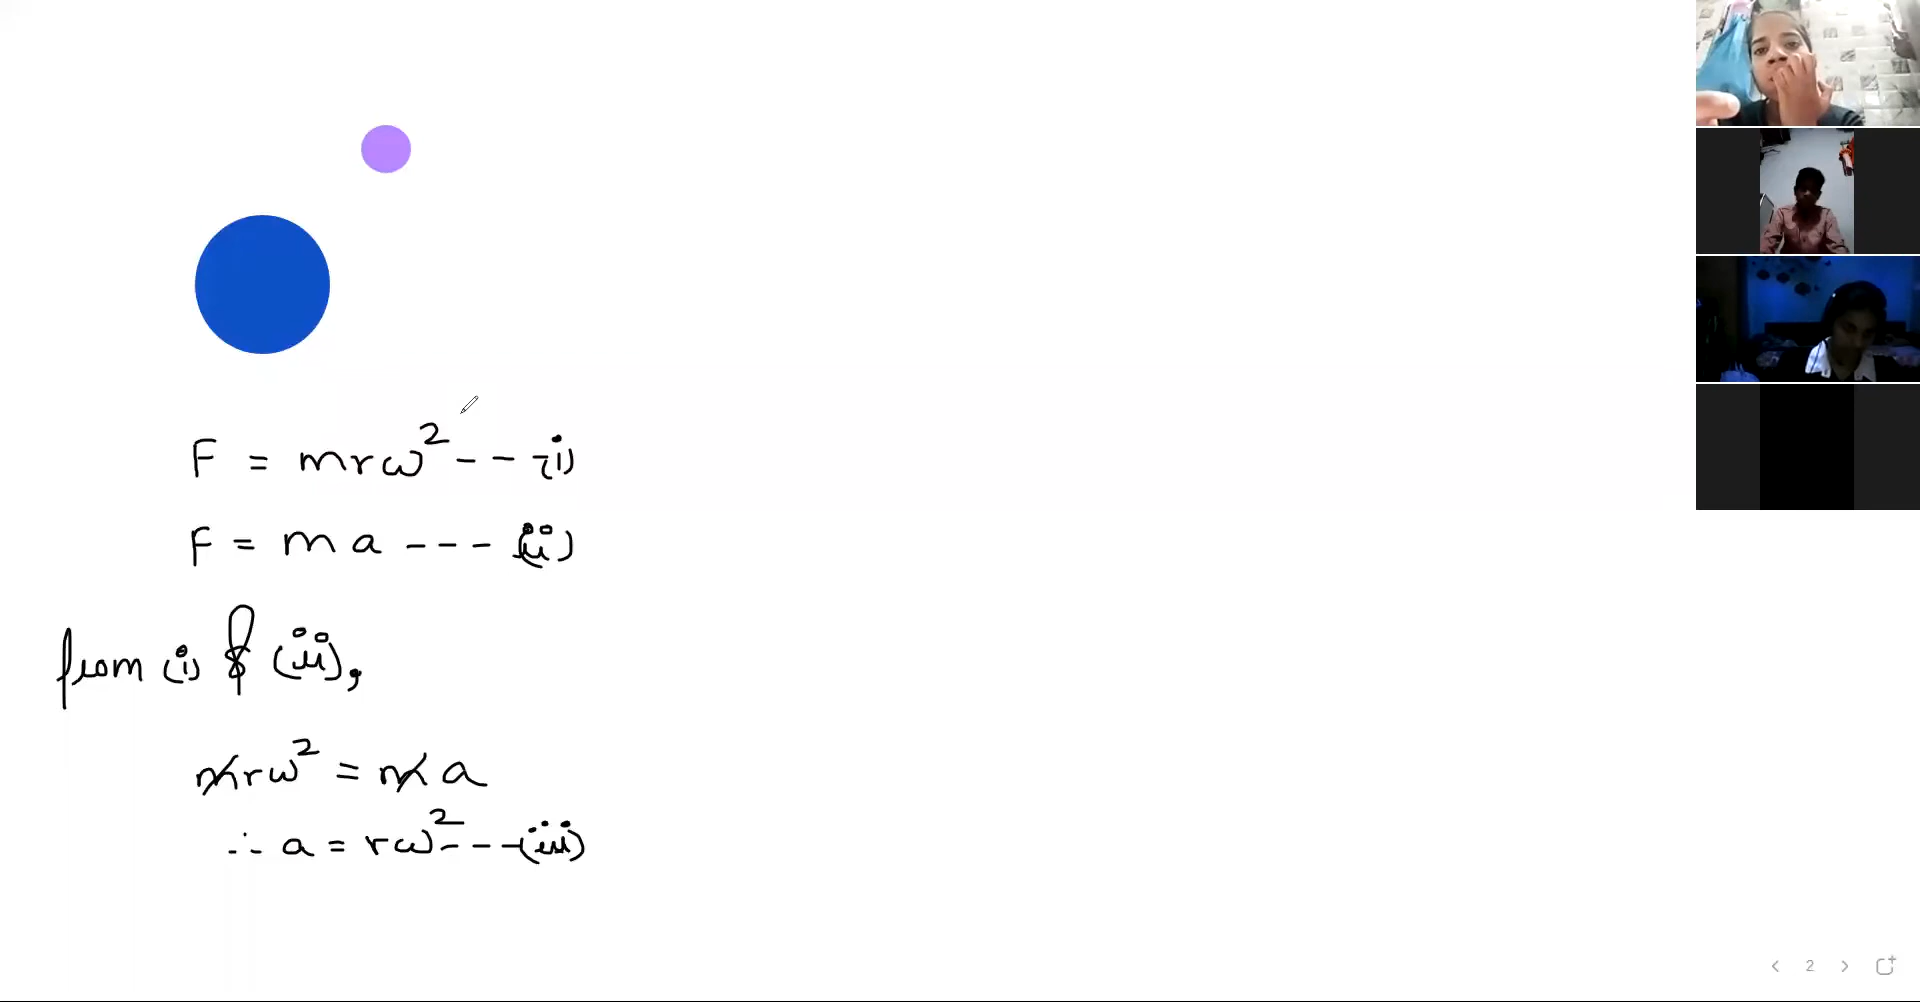 F = mrω² -- (i)
F = ma --- (ii)
from (i) & (ii),
mrω² = ma
∴ a = rω² --- (iii)
< 2 >